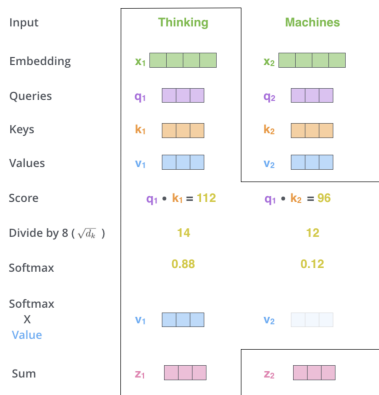 Input Thinking Machines
Embedding x₁ x₂
Queries q₁ q₂
Keys k₁ k₂
Values v₁ v₂
Score q₁ • k₁ = 112 q₁ • k₂ = 96
Divide by 8 ( √dₖ ) 14 12
Softmax 0.88 0.12
Softmax
X
Value
v₁ v₂
Sum z₁ z₂